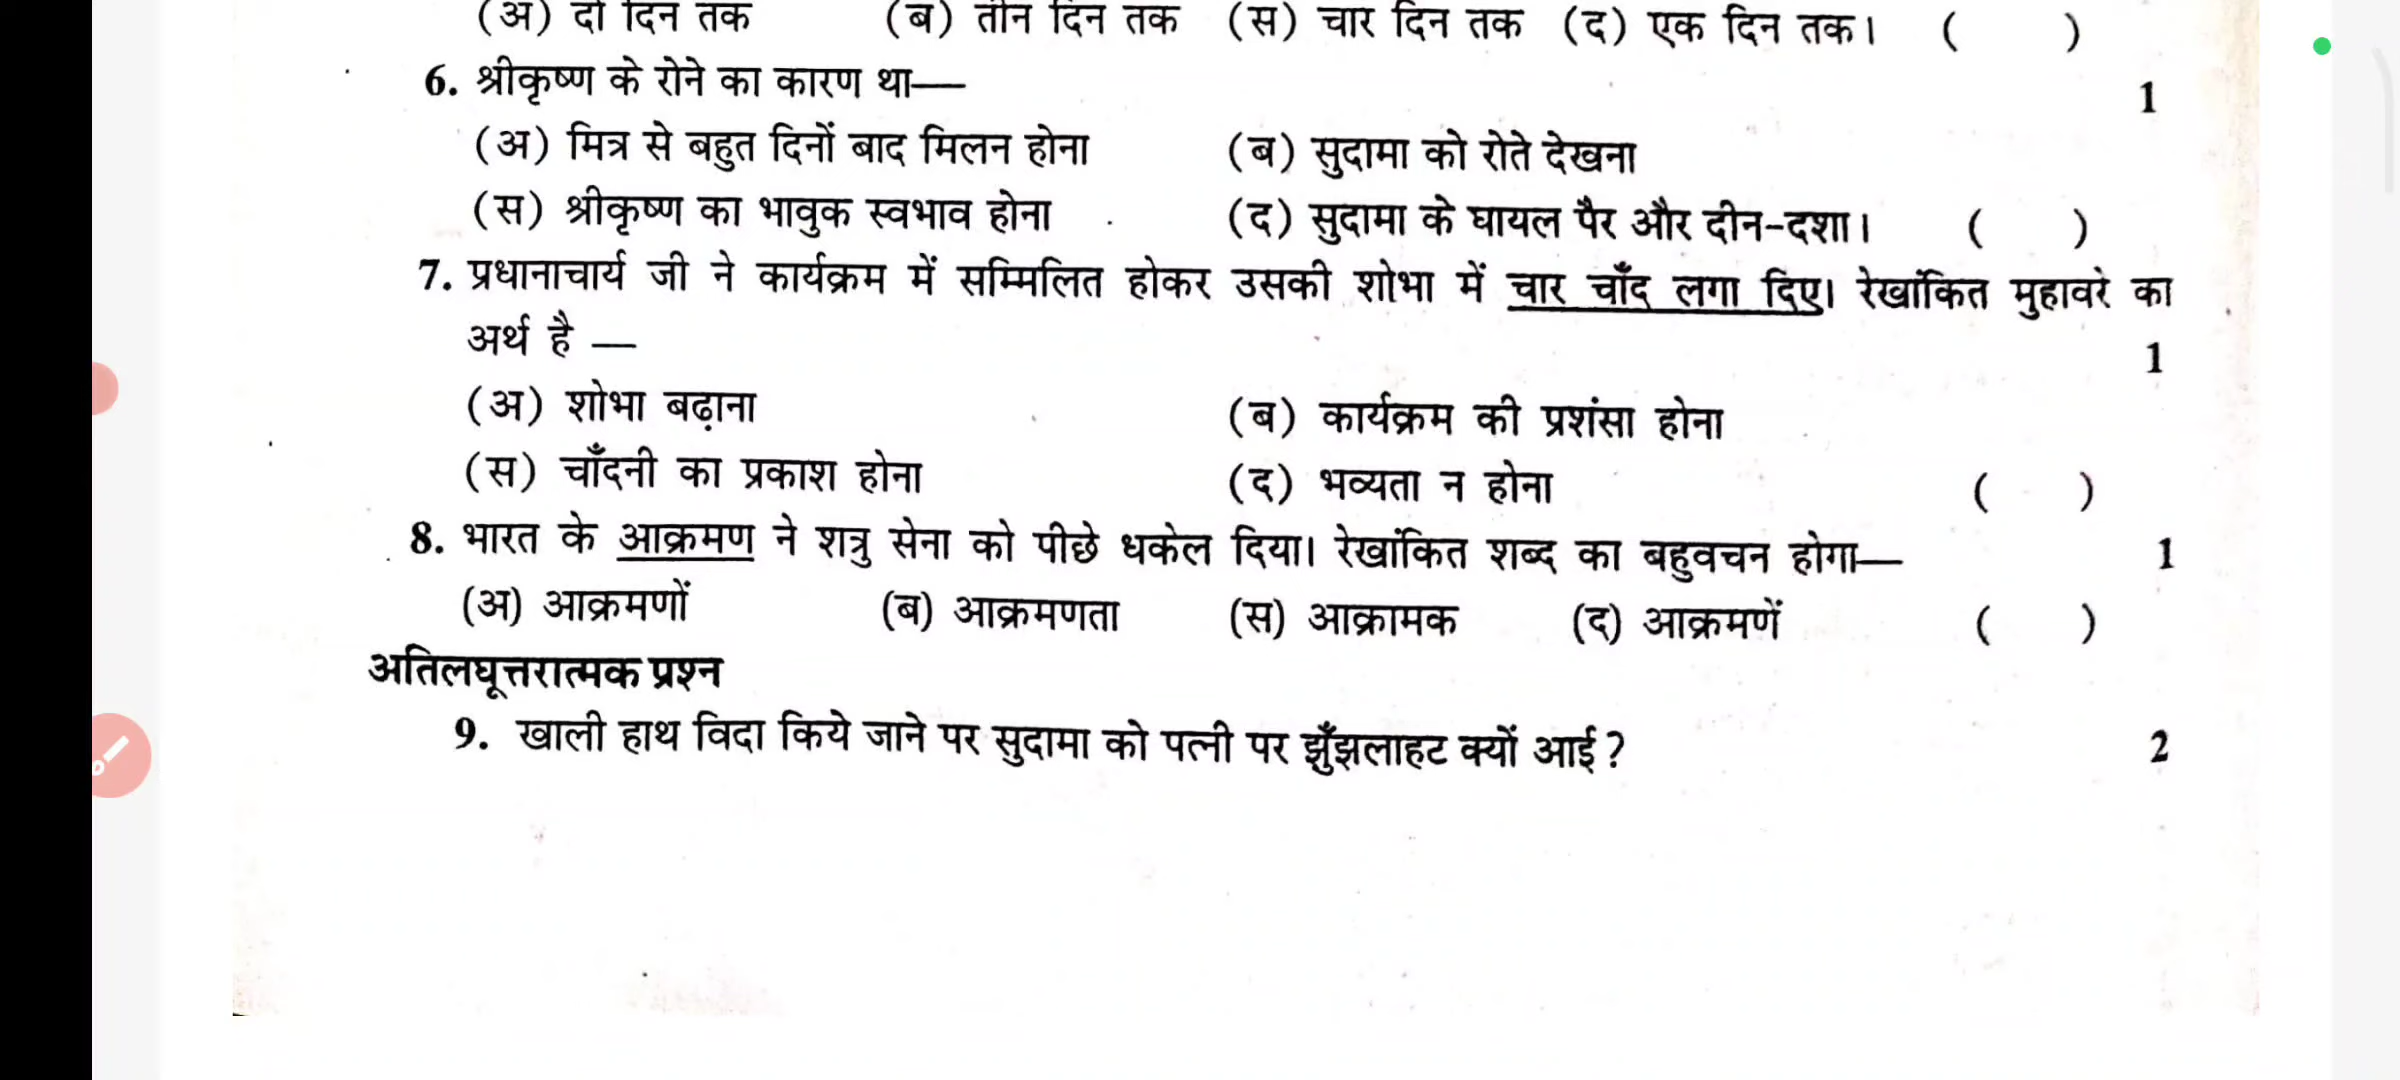 (अ) दो दिन तक (ब) तीन दिन तक (स) चार दिन तक (द) एक दिन तक। ( )
6. श्रीकृष्ण के रोने का कारण था— 1
(अ) मित्र से बहुत दिनों बाद मिलन होना (ब) सुदामा को रोते देखना
(स) श्रीकृष्ण का भावुक स्वभाव होना (द) सुदामा के घायल पैर और दीन-दशा। ( )
7. प्रधानाचार्य जी ने कार्यक्रम में सम्मिलित होकर उसकी शोभा में चार चाँद लगा दिए। रेखांकित मुहावरे का
अर्थ है — 1
(अ) शोभा बढ़ाना (ब) कार्यक्रम की प्रशंसा होना
(स) चाँदनी का प्रकाश होना (द) भव्यता न होना ( )
8. भारत के आक्रमण ने शत्रु सेना को पीछे धकेल दिया। रेखांकित शब्द का बहुवचन होगा— 1
(अ) आक्रमणों (ब) आक्रमणता (स) आक्रामक (द) आक्रमणें ( )
अतिलघूत्तरात्मक प्रश्न
9. खाली हाथ विदा किये जाने पर सुदामा को पत्नी पर झुँझलाहट क्यों आई ? 2